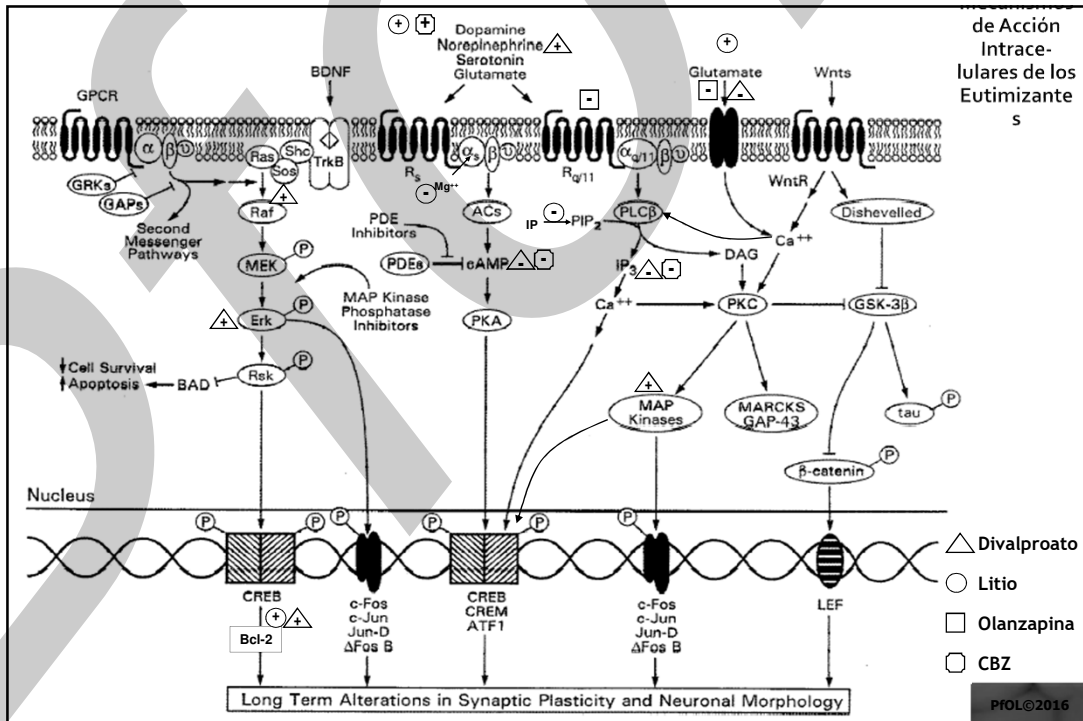 Mecanismos
de Acción
Intrace-
lulares de los
Eutimizante
s
+ +
Dopamine
Norepinephrine +
Serotonin
Glutamate
BDNF
+
Glutamate
Wnts
- -
-
GPCR
α β υ
Ras Shc
Sos
TrkB
Rs
αs β υ
- Mg++
Rq/11
αq/11 β υ
WntR
GRKs
GAPs
Second
Messenger
Pathways
Raf +
MEK P
Erk P
+
Rsk P
BAD
Cell Survival
Apoptosis
PDE
Inhibitors
PDEs
MAP Kinase
Phosphatase
Inhibitors
ACs
cAMP - -
PKA
IP - PIP2
PLCβ
iP3 - -
Ca++
DAG
Ca++
PKC
Dishevelled
GSK-3β
+
MAP
Kinases
MARCKS
GAP-43
tau P
β-catenin P
Nucleus
P P P P P P
CREB
+ +
Bcl-2
c-Fos
c-Jun
Jun-D
ΔFos B
CREB
CREM
ATF1
c-Fos
c-Jun
Jun-D
ΔFos B
LEF
Long Term Alterations in Synaptic Plasticity and Neuronal Morphology
Divalproato
Litio
Olanzapina
CBZ
PfOL©2016